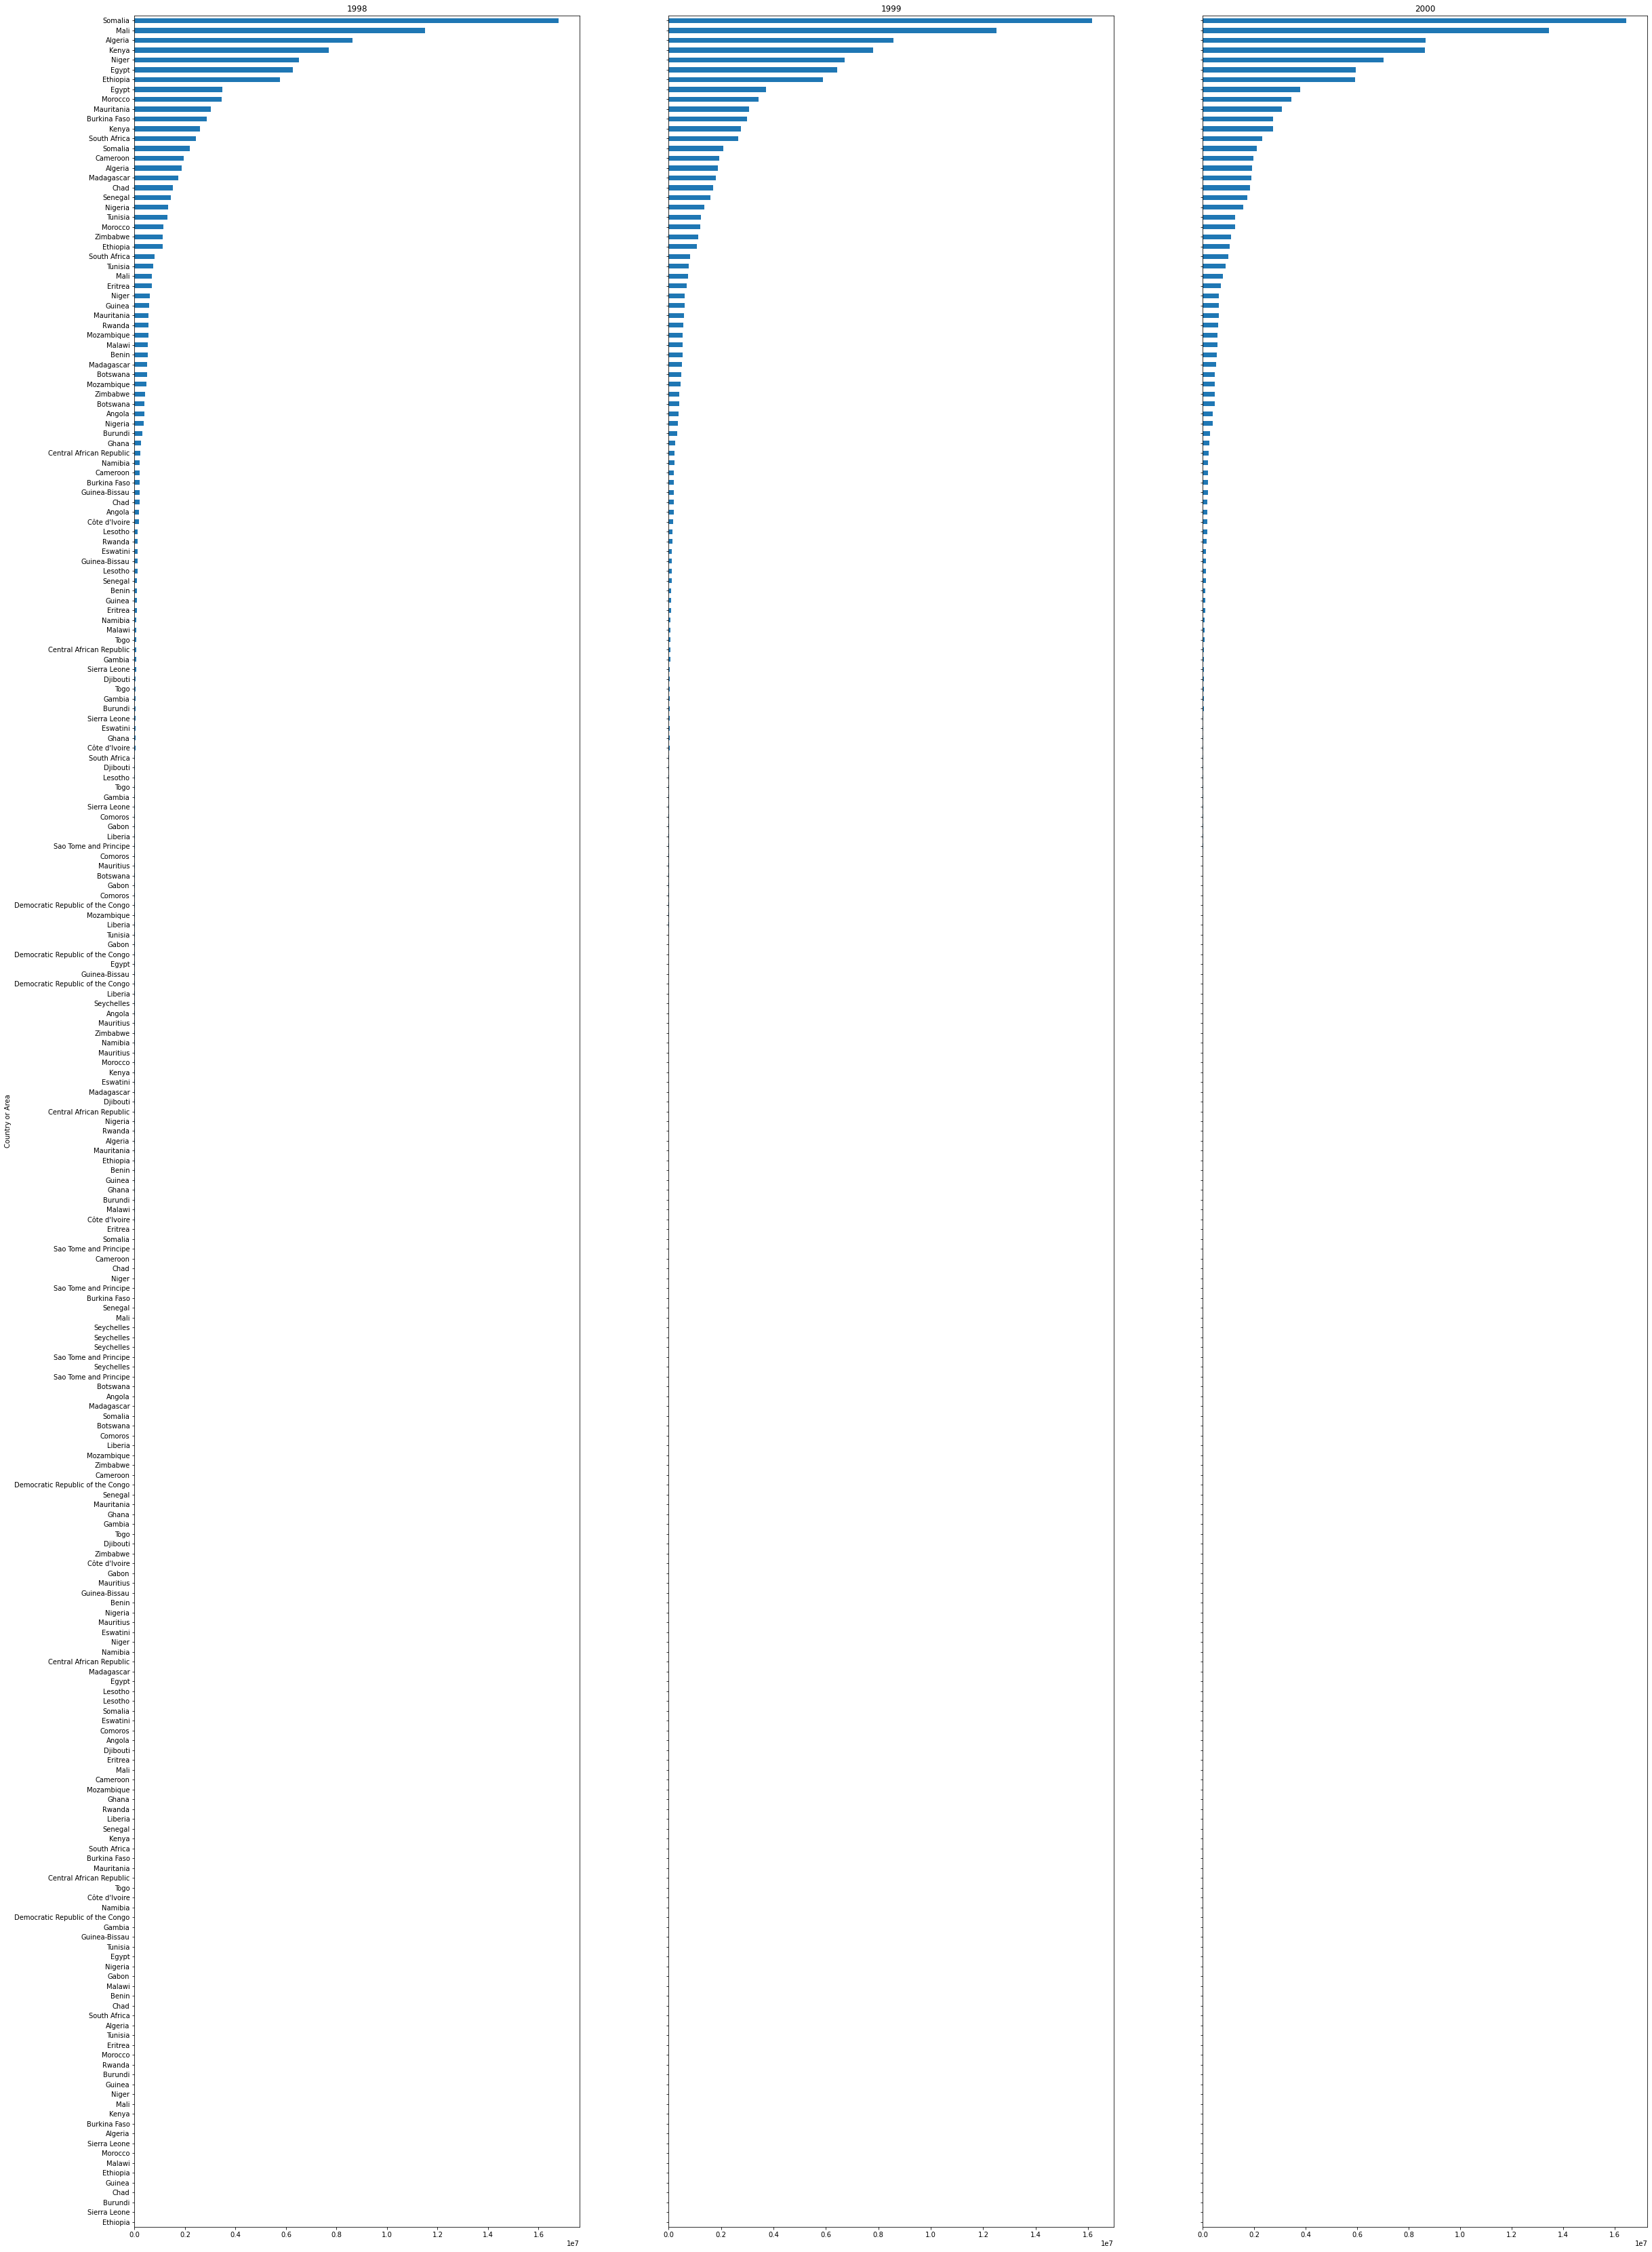 1998
1999
2000
Somalia
Mali
Algeria
Kenya
Niger
Egypt
Ethiopia
Egypt
Morocco
Mauritania
Burkina Faso
Kenya
South Africa
Somalia
Cameroon
Algeria
Madagascar
Chad
Senegal
Nigeria
Tunisia
Morocco
Zimbabwe
Ethiopia
South Africa
Tunisia
Mali
Eritrea
Niger
Guinea
Mauritania
Rwanda
Mozambique
Malawi
Benin
Madagascar
Botswana
Mozambique
Zimbabwe
Botswana
Angola
Nigeria
Burundi
Ghana
Central African Republic
Namibia
Cameroon
Burkina Faso
Guinea-Bissau
Chad
Angola
Côte d'Ivoire
Lesotho
Rwanda
Eswatini
Guinea-Bissau
Lesotho
Senegal
Benin
Guinea
Eritrea
Namibia
Malawi
Togo
Central African Republic
Gambia
Sierra Leone
Djibouti
Togo
Gambia
Burundi
Sierra Leone
Eswatini
Ghana
Côte d'Ivoire
South Africa
Djibouti
Lesotho
Togo
Gambia
Sierra Leone
Comoros
Gabon
Liberia
Sao Tome and Principe
Comoros
Mauritius
Botswana
Gabon
Comoros
Democratic Republic of the Congo
Mozambique
Liberia
Tunisia
Gabon
Democratic Republic of the Congo
Egypt
Guinea-Bissau
Democratic Republic of the Congo
Liberia
Seychelles
Angola
Mauritius
Zimbabwe
Namibia
Mauritius
Morocco
Kenya
Eswatini
Madagascar
Djibouti
Central African Republic
Nigeria
Rwanda
Algeria
Mauritania
Ethiopia
Benin
Guinea
Ghana
Burundi
Malawi
Côte d'Ivoire
Eritrea
Somalia
Sao Tome and Principe
Cameroon
Chad
Niger
Sao Tome and Principe
Burkina Faso
Senegal
Mali
Seychelles
Seychelles
Seychelles
Sao Tome and Principe
Seychelles
Sao Tome and Principe
Botswana
Angola
Madagascar
Somalia
Botswana
Comoros
Liberia
Mozambique
Zimbabwe
Cameroon
Democratic Republic of the Congo
Senegal
Mauritania
Ghana
Gambia
Togo
Djibouti
Zimbabwe
Côte d'Ivoire
Gabon
Mauritius
Guinea-Bissau
Benin
Nigeria
Mauritius
Eswatini
Niger
Namibia
Central African Republic
Madagascar
Egypt
Lesotho
Lesotho
Somalia
Eswatini
Comoros
Angola
Djibouti
Eritrea
Mali
Cameroon
Mozambique
Ghana
Rwanda
Liberia
Senegal
Kenya
South Africa
Burkina Faso
Mauritania
Central African Republic
Togo
Côte d'Ivoire
Namibia
Democratic Republic of the Congo
Gambia
Guinea-Bissau
Tunisia
Egypt
Nigeria
Gabon
Malawi
Benin
Chad
South Africa
Algeria
Tunisia
Eritrea
Morocco
Rwanda
Burundi
Guinea
Niger
Mali
Kenya
Burkina Faso
Algeria
Sierra Leone
Morocco
Malawi
Ethiopia
Guinea
Chad
Burundi
Sierra Leone
Ethiopia
Country or Area
0.0 0.2 0.4 0.6 0.8 1.0 1.2 1.4 1.6
1e7
0.0 0.2 0.4 0.6 0.8 1.0 1.2 1.4 1.6
1e7
0.0 0.2 0.4 0.6 0.8 1.0 1.2 1.4 1.6
1e7